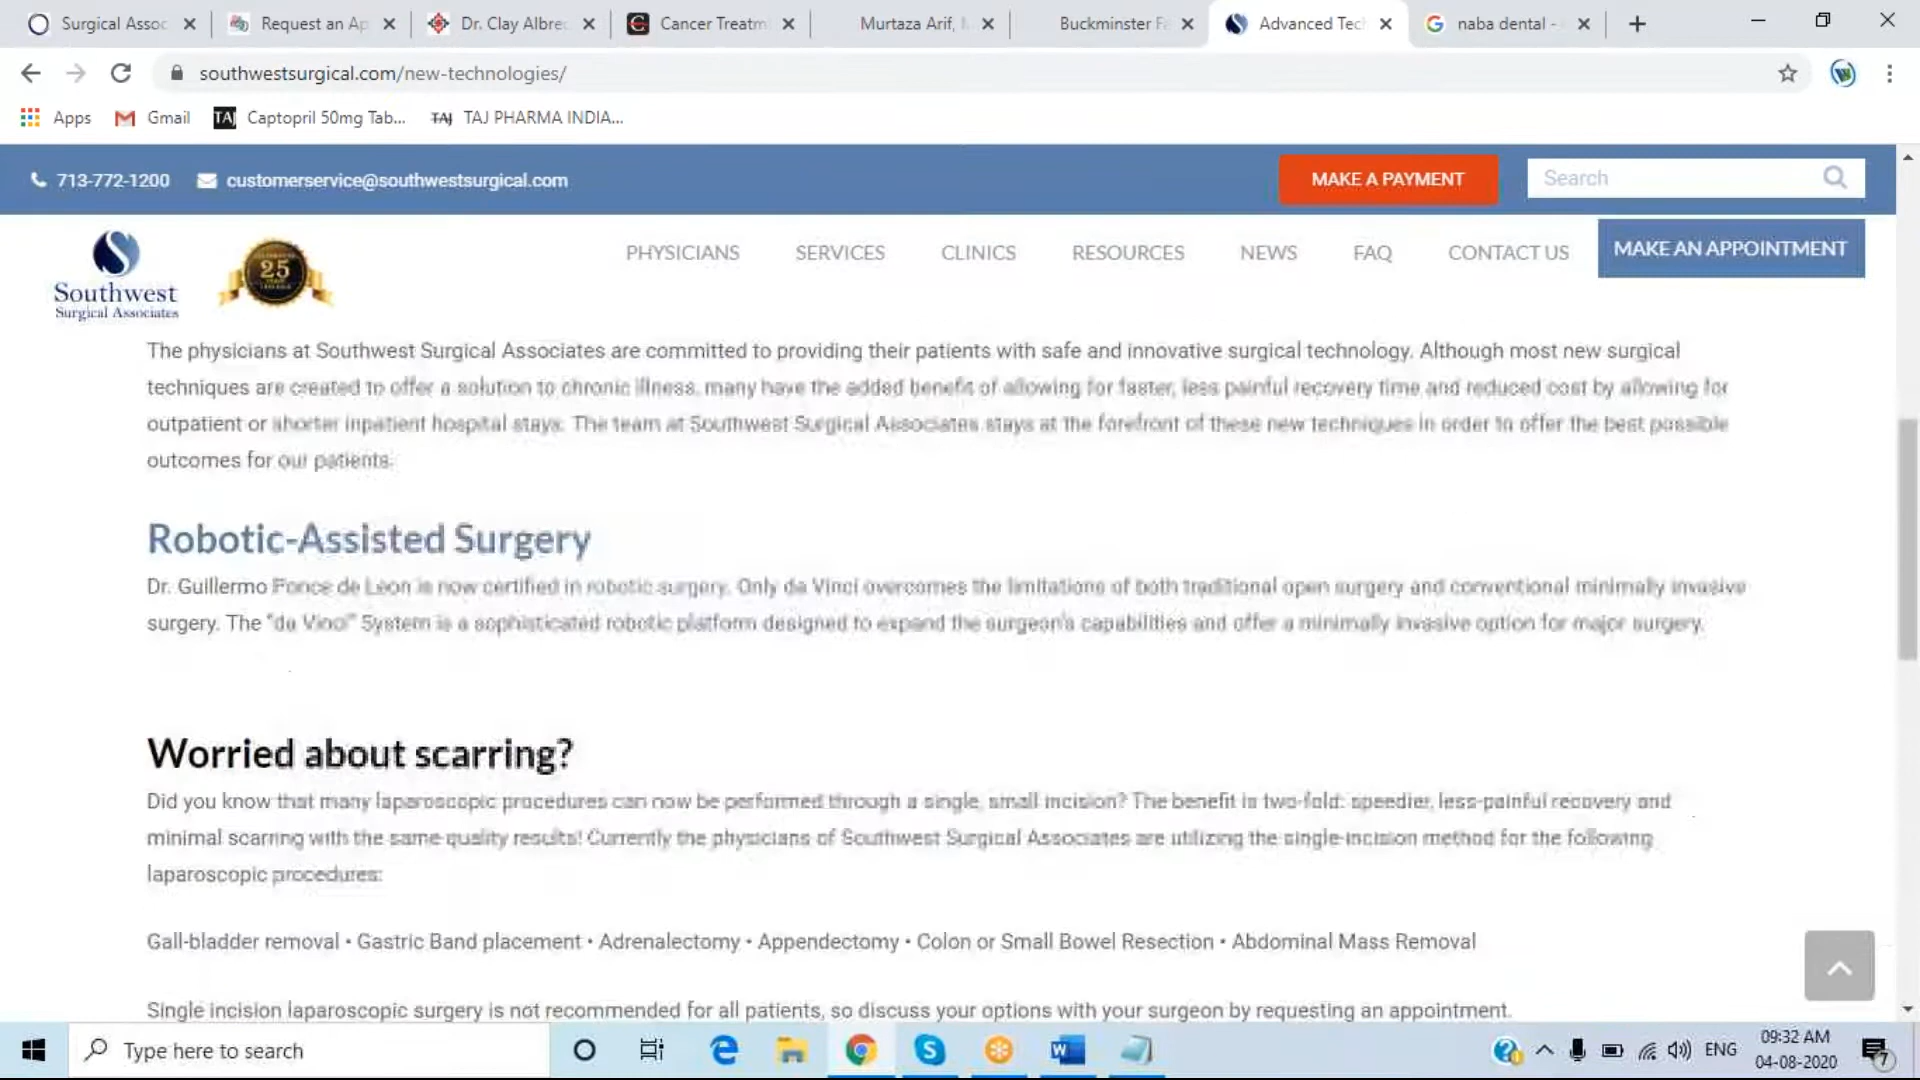 Surgical Assoc
Request an Ap
Dr. Clay Albrec
Cancer Treatm
Murtaza Arif, M
Buckminster Fe
Advanced Tec
naba dental -
southwestsurgical.com/new-technologies/
Apps
Gmail
TAJ Captopril 50mg Tab...
TAJ TAJ PHARMA INDIA...
713-772-1200
customerservice@southwestsurgical.com
MAKE A PAYMENT
Search
Southwest
Surgical Associates
25
PHYSICIANS
SERVICES
CLINICS
RESOURCES
NEWS
FAQ
CONTACT US
MAKE AN APPOINTMENT
The physicians at Southwest Surgical Associates are committed to providing their patients with safe and innovative surgical technology. Although most new surgical
techniques are created to offer a solution to chronic illness, many have the added benefit of allowing for faster, less painful recovery time and reduced cost by allowing for
outpatient or shorter inpatient hospital stays. The team at Southwest Surgical Associates stays at the forefront of these new techniques in order to offer the best possible
outcomes for our patients.
Robotic-Assisted Surgery
Dr. Guillermo Ponce de Leon is now certified in robotic surgery. Only da Vinci overcomes the limitations of both traditional open surgery and conventional minimally invasive
surgery. The "da Vinci" System is a sophisticated robotic platform designed to expand the surgeon's capabilities and offer a minimally invasive option for major surgery.
Worried about scarring?
Did you know that many laparoscopic procedures can now be performed through a single, small incision? The benefit is two-fold: speedier, less-painful recovery and
minimal scarring with the same quality results! Currently the physicians of Southwest Surgical Associates are utilizing the single-incision method for the following
laparoscopic procedures:
Gall-bladder removal • Gastric Band placement • Adrenalectomy • Appendectomy • Colon or Small Bowel Resection • Abdominal Mass Removal
Single incision laparoscopic surgery is not recommended for all patients, so discuss your options with your surgeon by requesting an appointment.
Type here to search
ENG
09:32 AM
04-08-2020
7